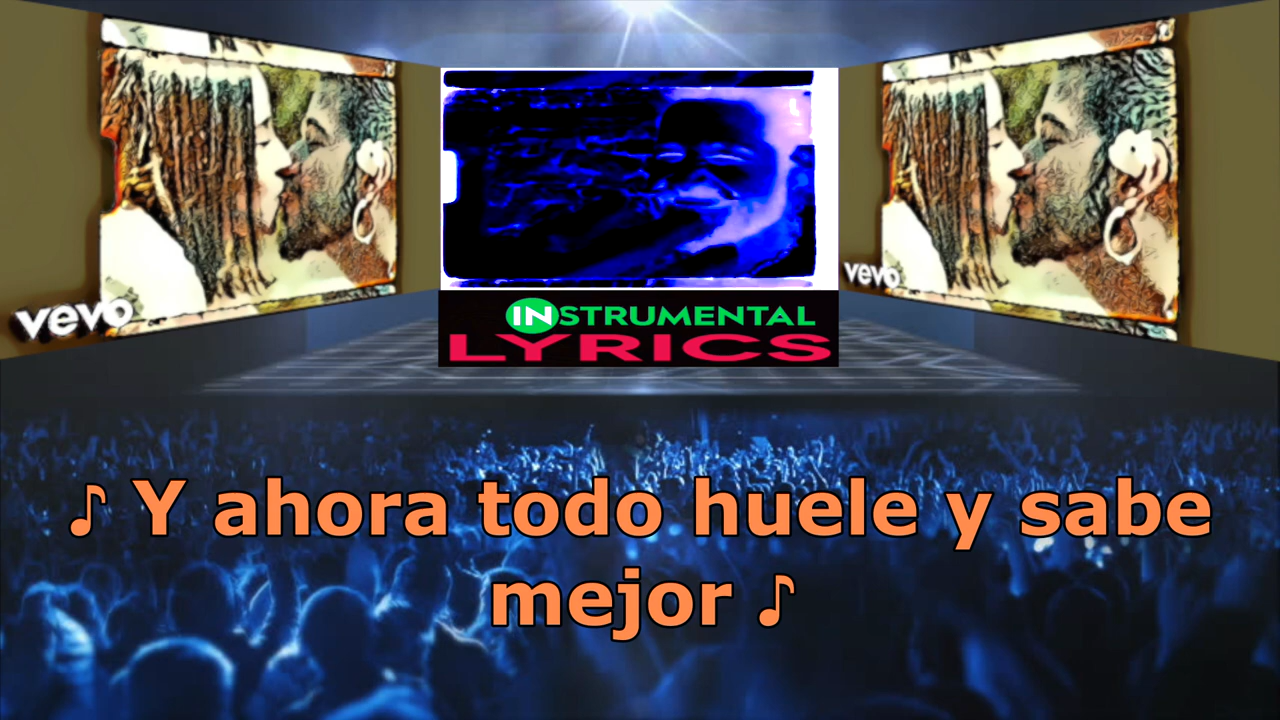 vevo
vevo
INSTRUMENTAL
LYRICS
♪ Y ahora todo huele y sabe
mejor ♪